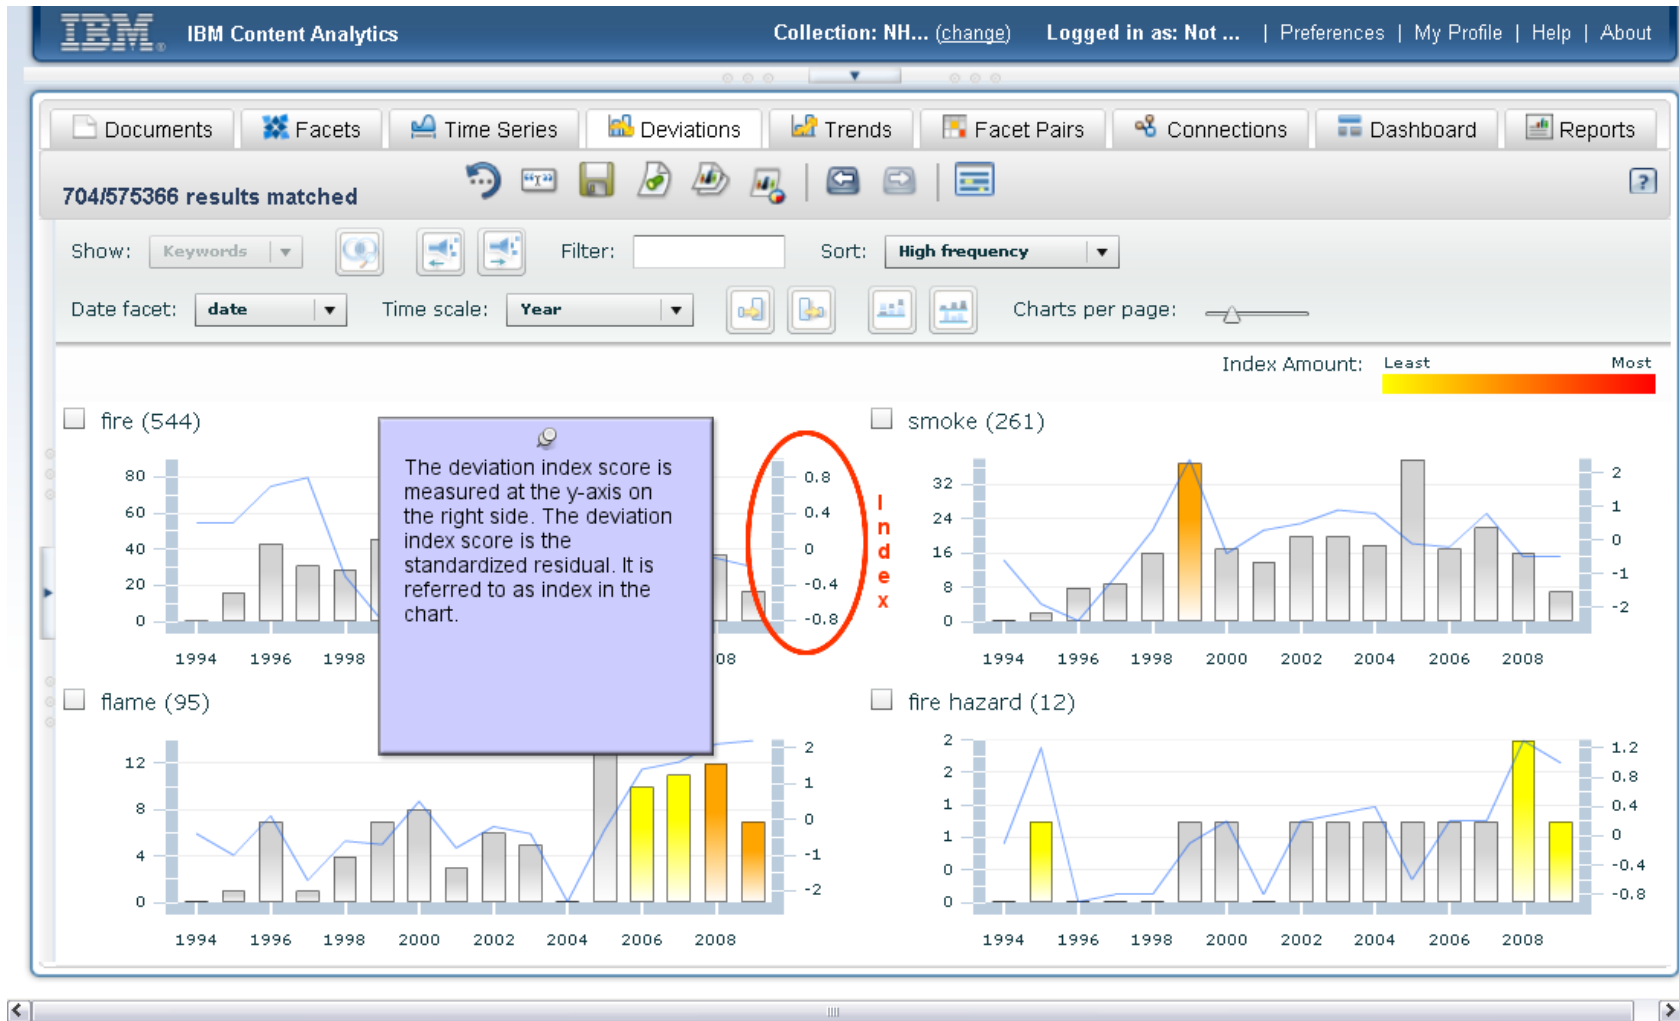 IBM
IBM Content Analytics
Collection: NH... (change) Logged in as: Not ... | Preferences | My Profile | Help | About
Documents Facets Time Series Deviations Trends Facet Pairs Connections Dashboard Reports
704/575366 results matched
Show: Keywords Filter: Sort: High frequency
Date facet: date Time scale: Year Charts per page:
Index Amount: Least Most
fire (544)
80
60
40
20
0
0.8
0.4
0
-0.4
-0.8
1994 1996 1998 08
The deviation index score is
measured at the y-axis on
the right side. The deviation
index score is the
standardized residual. It is
referred to as index in the
chart.
Index
smoke (261)
32
24
16
8
0
2
1
0
-1
-2
1994 1996 1998 2000 2002 2004 2006 2008
flame (95)
12
8
4
0
2
1
0
-1
-2
1994 1996 1998 2000 2002 2004 2006 2008
fire hazard (12)
2
2
1
1
0
0
1.2
0.8
0.4
0
-0.4
-0.8
1994 1996 1998 2000 2002 2004 2006 2008